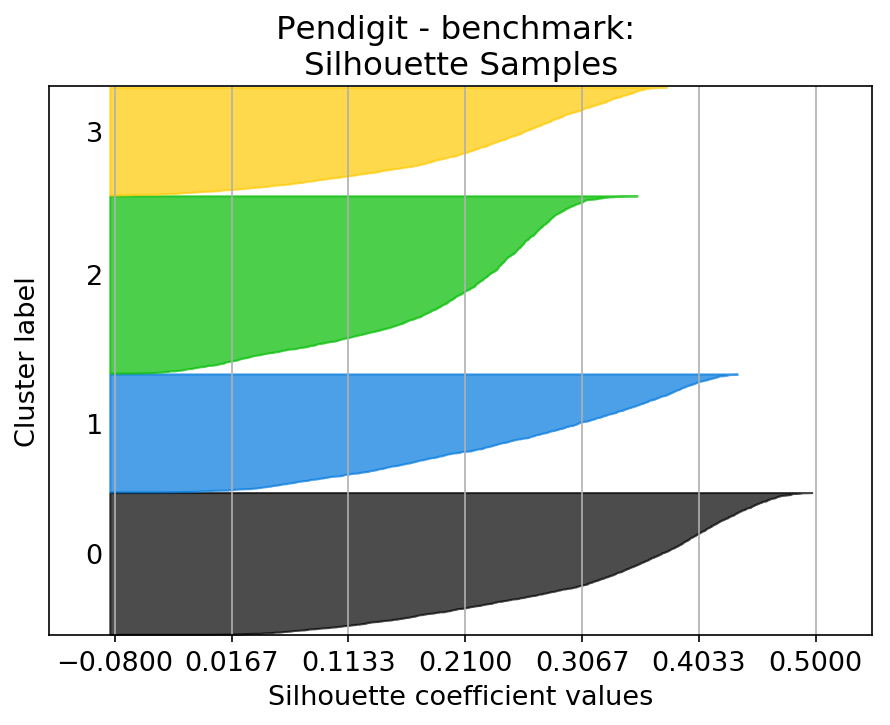 Pendigit - benchmark:
Silhouette Samples
Cluster label
3
2
1
0
−0.0800 0.0167 0.1133 0.2100 0.3067 0.4033 0.5000
Silhouette coefficient values